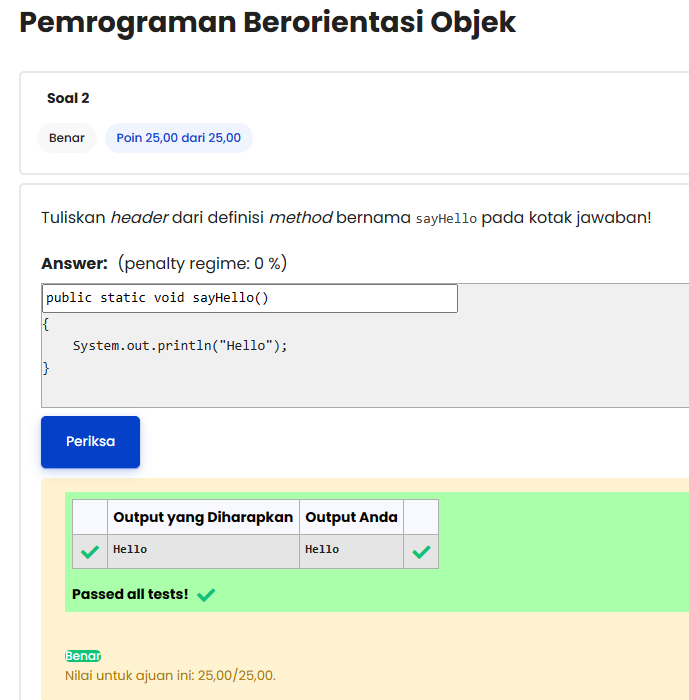 Pemrograman Berorientasi Objek
Soal 2
Benar
Poin 25,00 dari 25,00
Tuliskan header dari definisi method bernama sayHello pada kotak jawaban!
Answer: (penalty regime: 0 %)
public static void sayHello()
{
    System.out.println("Hello");
}
Periksa
Output yang Diharapkan Output Anda
Hello Hello
Passed all tests!
Benar
Nilai untuk ajuan ini: 25,00/25,00.